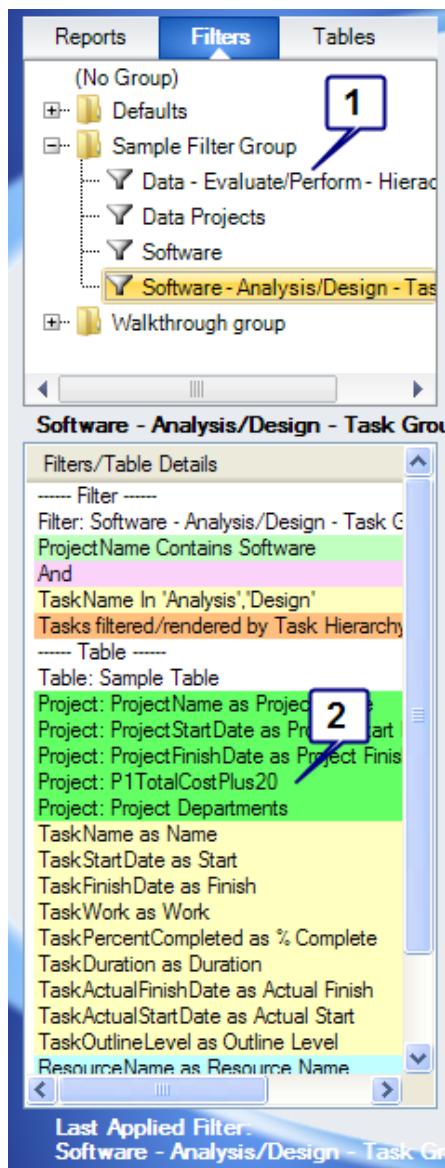 Reports Filters Tables
(No Group)
Defaults
1
Sample Filter Group
Data - Evaluate/Perform - Hierac
Data Projects
Software
Software - Analysis/Design - Tas
Walkthrough group
Software - Analysis/Design - Task Grou
Filters/Table Details
------ Filter ------
Filter: Software - Analysis/Design - Task G
ProjectName Contains Software
And
TaskName In 'Analysis','Design'
Tasks filtered/rendered by Task Hierarchy
------ Table ------
Table: Sample Table
Project: ProjectName as
2
Project: ProjectStartDate as
Project: ProjectFinishDate as Project Finis
Project: P1TotalCostPlus20
Project: Project Departments
TaskName as Name
TaskStartDate as Start
TaskFinishDate as Finish
TaskWork as Work
TaskPercentCompleted as % Complete
TaskDuration as Duration
TaskActualFinishDate as Actual Finish
TaskActualStartDate as Actual Start
TaskOutlineLevel as Outline Level
ResourceName as Resource Name
Last Applied Filter:
Software - Analysis/Design - Task G